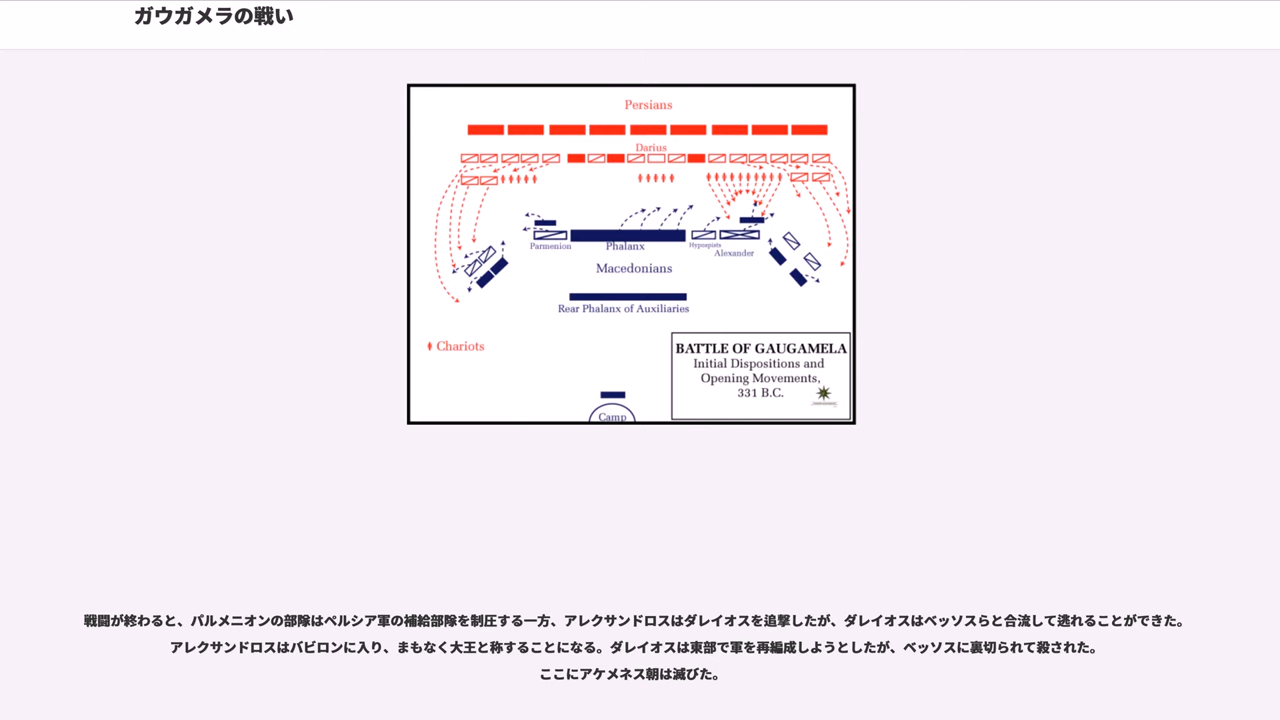 ガウガメラの戦い
Persians
Darius
Parmenion
Phalanx
Hypospists
Alexander
Macedonians
Rear Phalanx of Auxiliaries
Chariots
BATTLE OF GAUGAMELA
Initial Dispositions and
Opening Movements,
331 B.C.
Camp
戦闘が終わると、パルメニオンの部隊はペルシア軍の補給部隊を制圧する一方、アレクサンドロスはダレイオスを追撃したが、ダレイオスはベッソスらと合流して逃れることができた。
アレクサンドロスはバビロンに入り、まもなく大王と称することになる。ダレイオスは東部で軍を再編成しようとしたが、ベッソスに裏切られて殺された。
ここにアケメネス朝は滅びた。